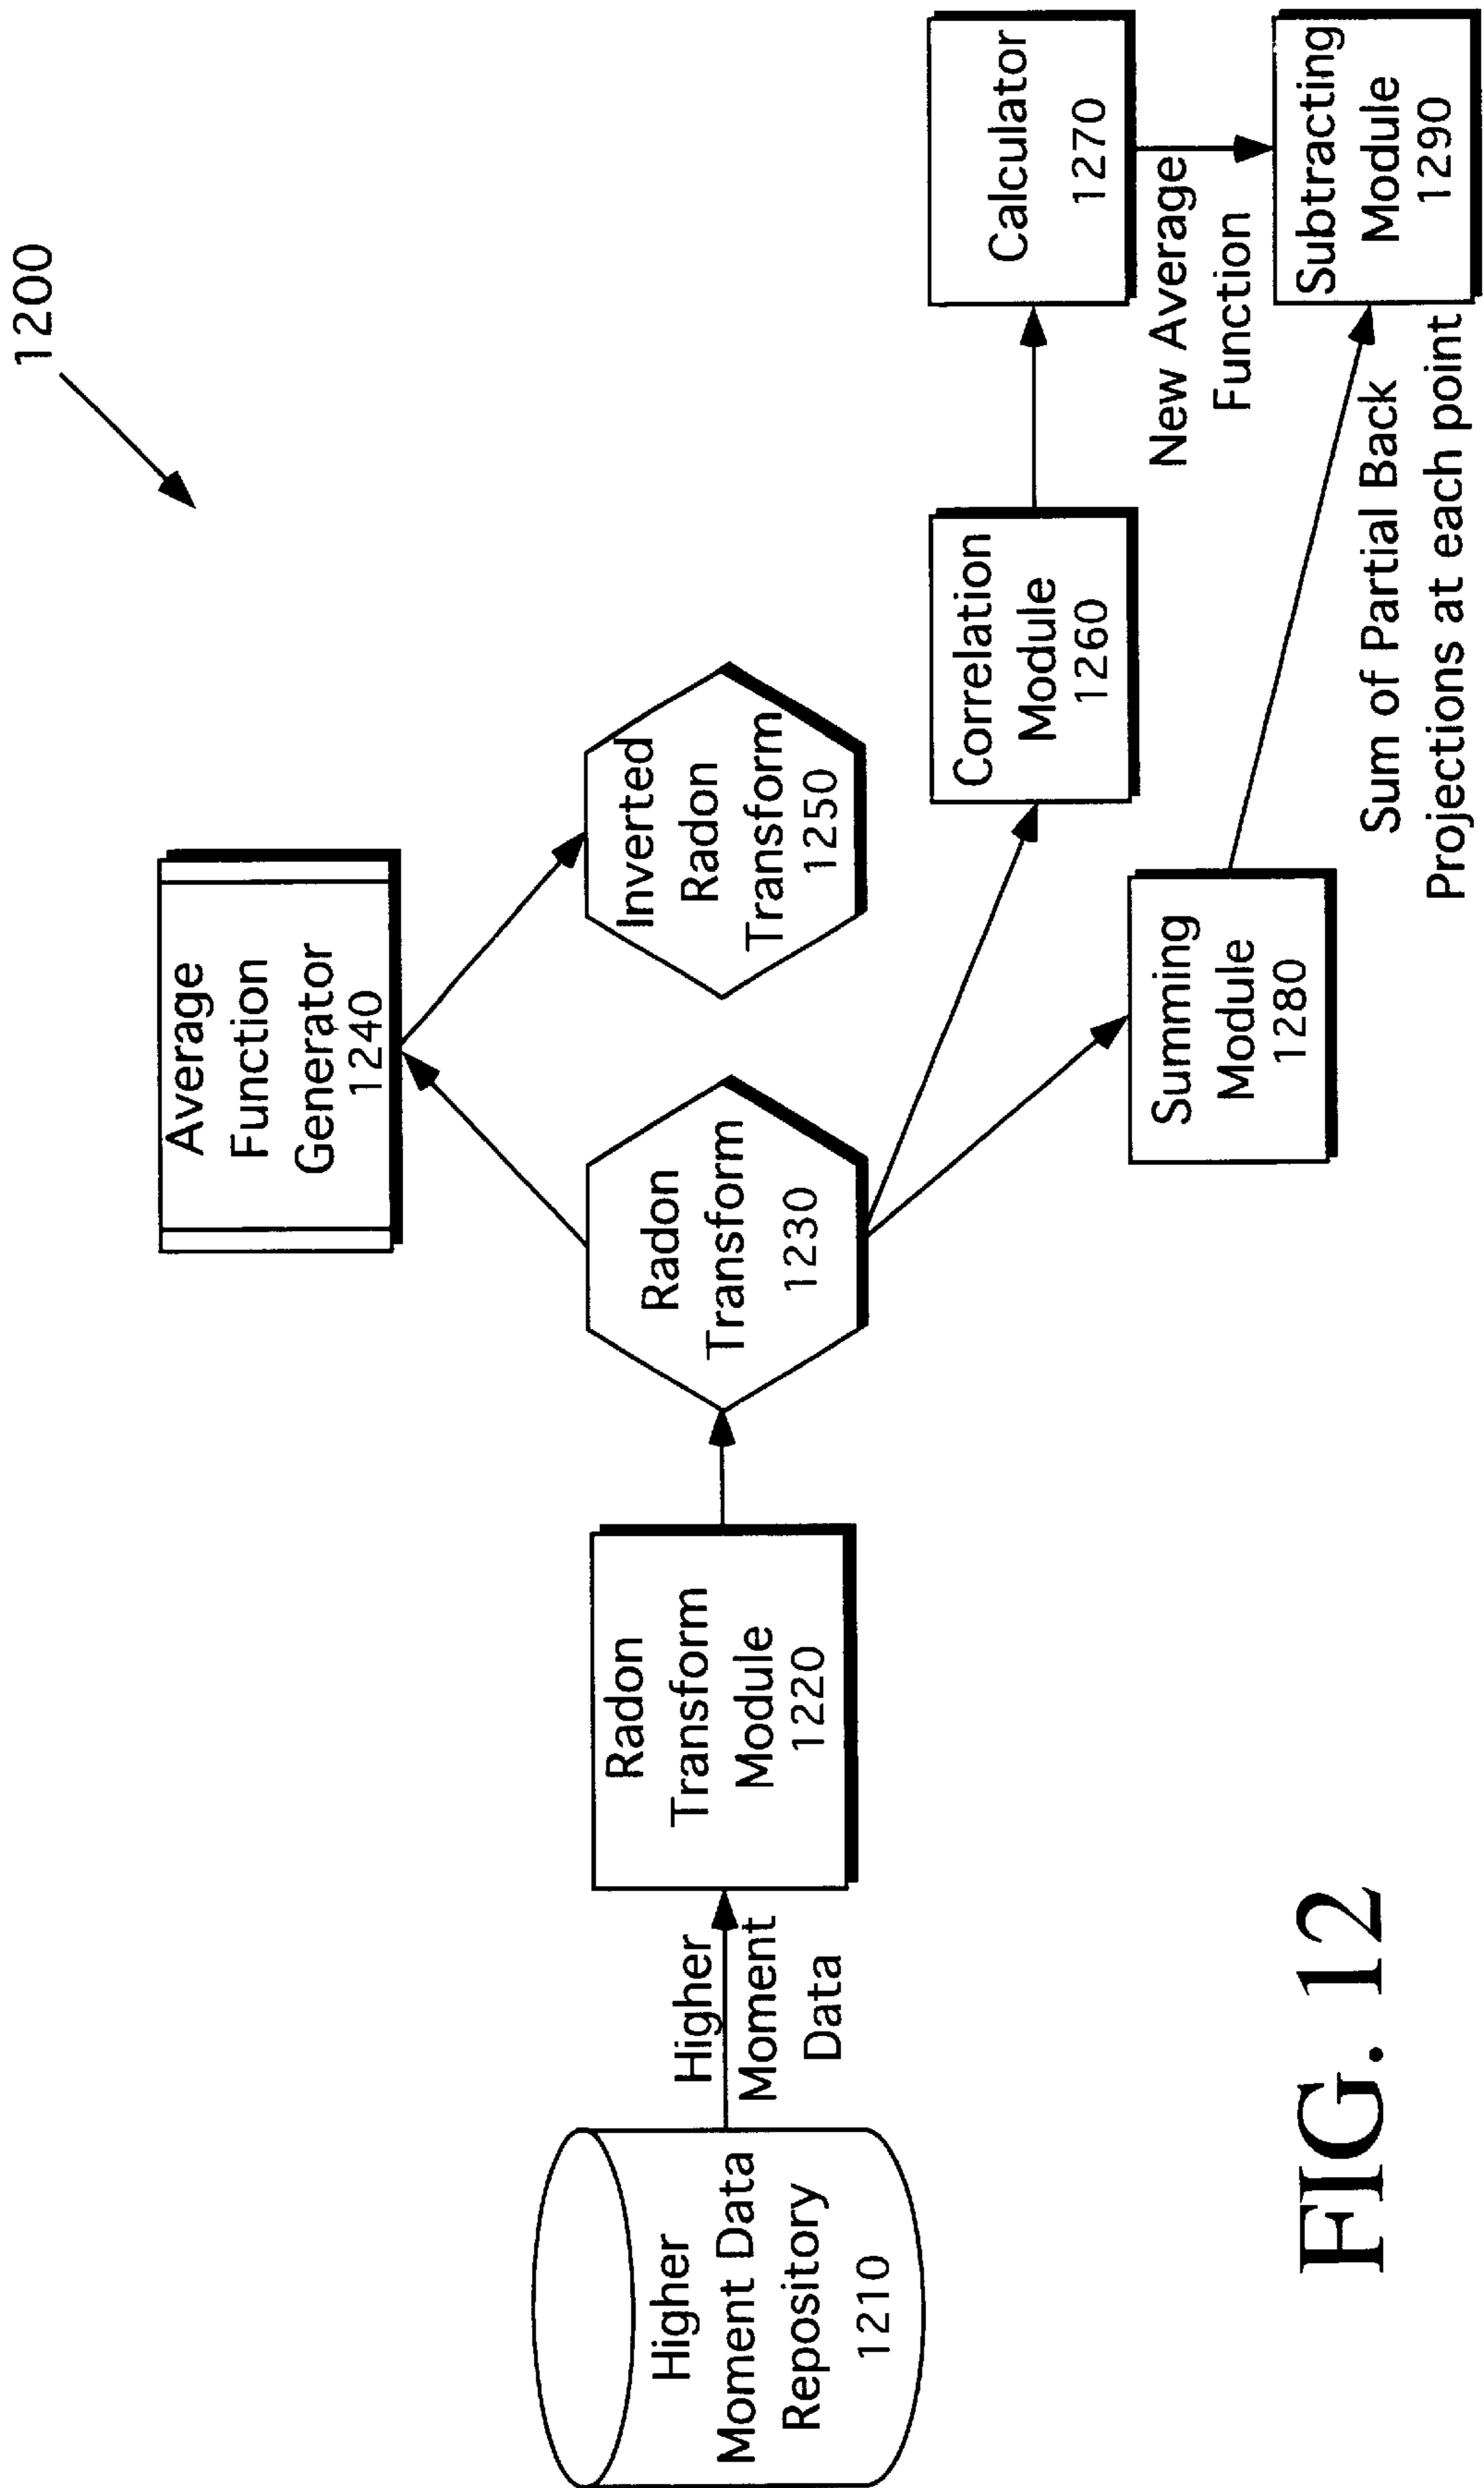 1200
Higher
Moment Data
Repository
1210
Higher
Moment
Data
Radon
Transform
Module
1220
Radon
Transform
1230
Average
Function
Generator
1240
Inverted
Radon
Transform
1250
Correlation
Module
1260
Calculator
1270
New Average
Function
Summing
Module
1280
Sum of Partial Back
Projections at each point
Subtracting
Module
1290
FIG. 12